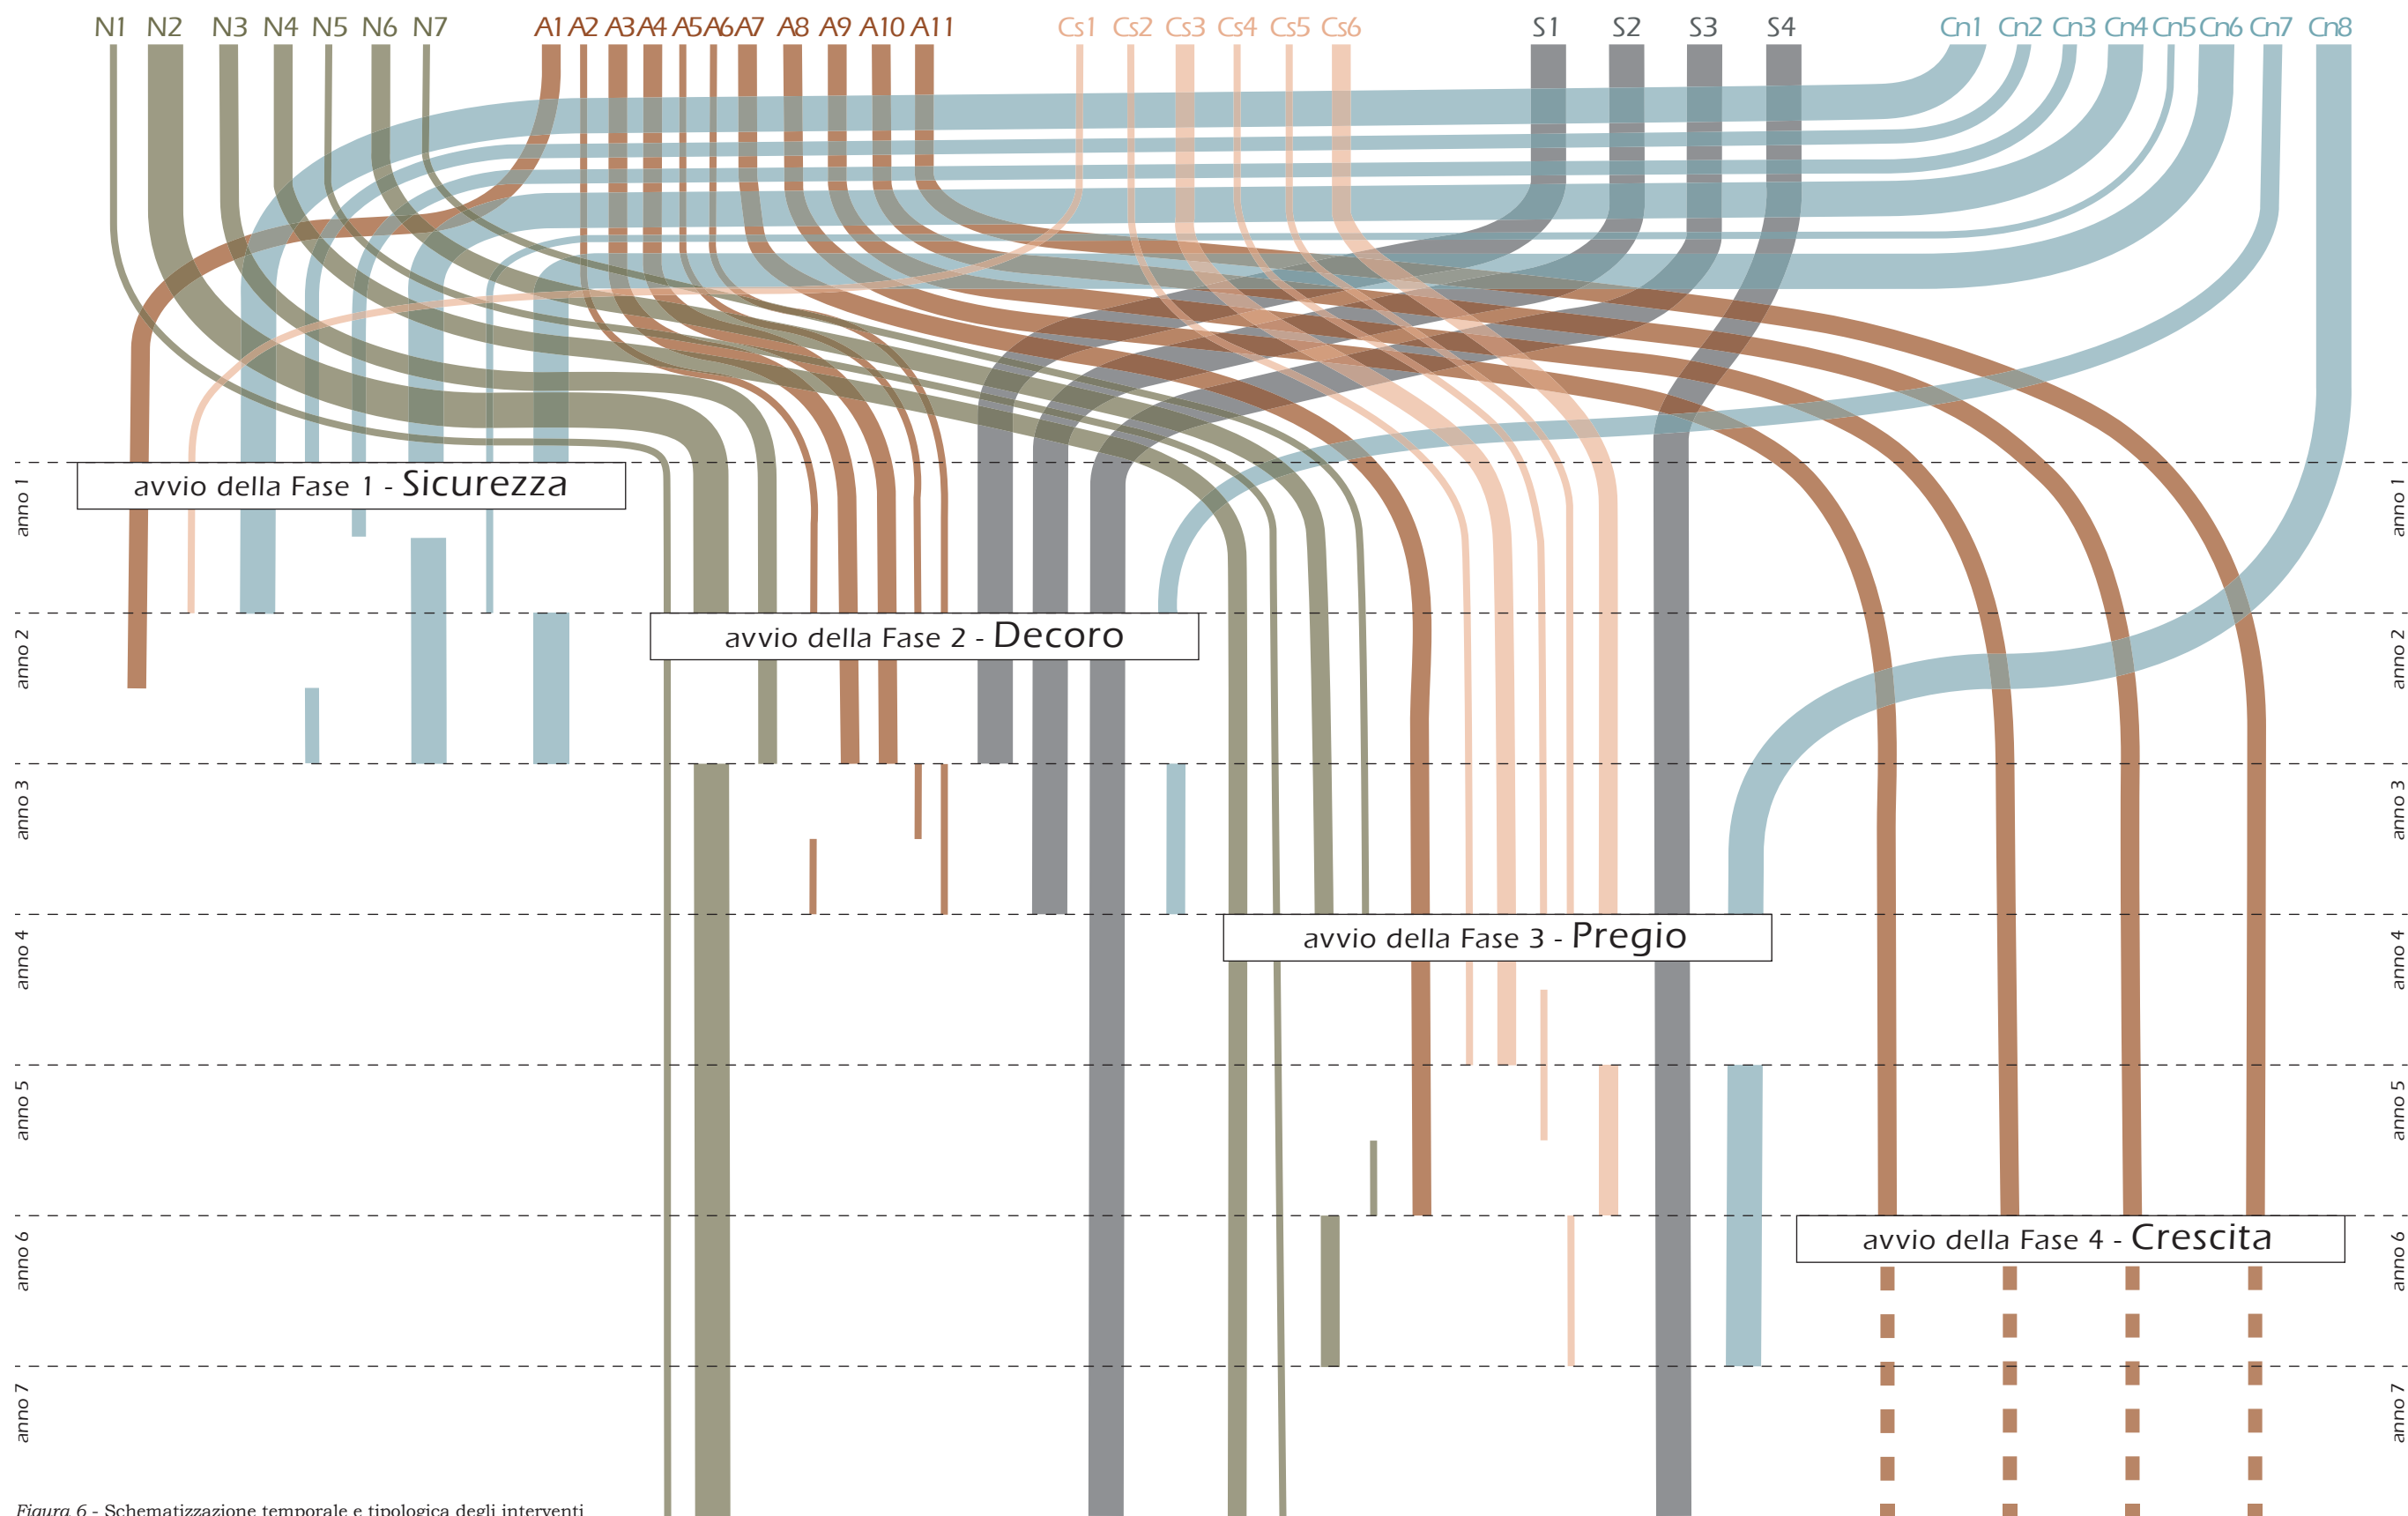 N1 N2 N3 N4 N5 N6 N7 A1 A2 A3 A4 A5 A6 A7 A8 A9 A10 A11 Cs1 Cs2 Cs3 Cs4 Cs5 Cs6 S1 S2 S3 S4 Cn1 Cn2 Cn3 Cn4 Cn5 Cn6 Cn7 Cn8
avvio della Fase 1 - Sicurezza
anno 1 anno 1
avvio della Fase 2 - Decoro
anno 2 anno 2
anno 3 anno 3
avvio della Fase 3 - Pregio
anno 4 anno 4
anno 5 anno 5
avvio della Fase 4 - Crescita
anno 6 anno 6
anno 7 anno 7
Figura 6 - Schematizzazione temporale e tipologica degli interventi